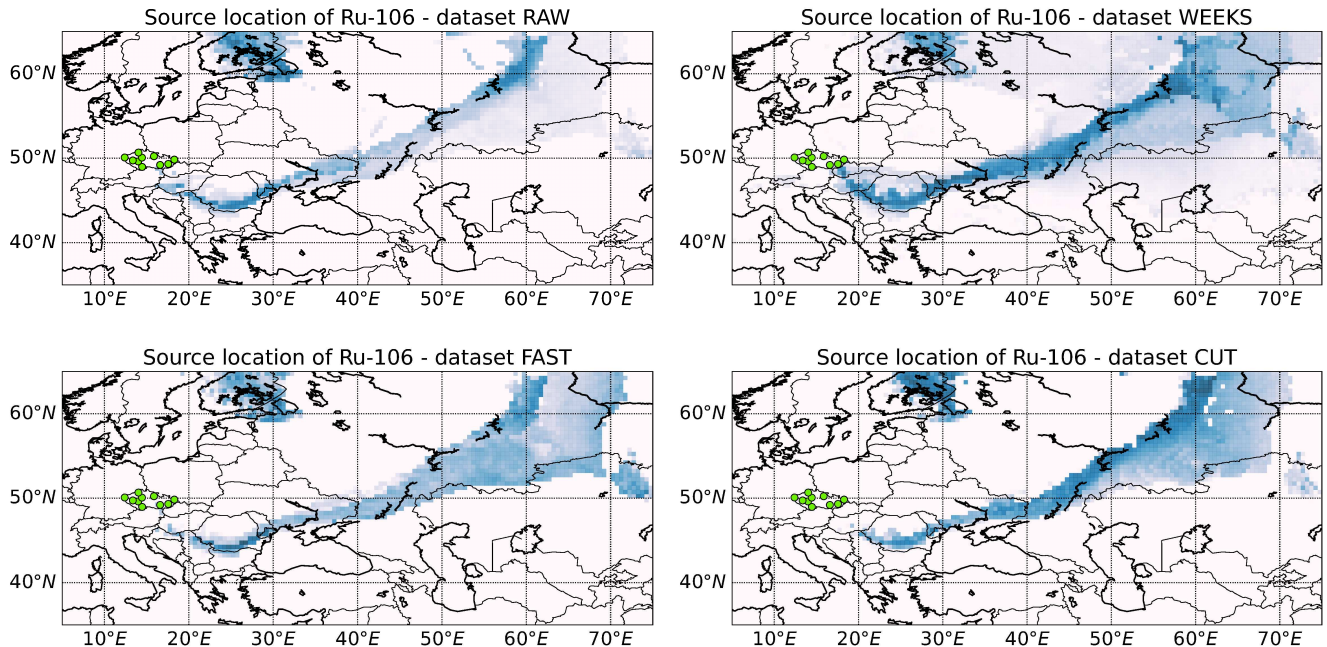 Source location of Ru-106 - dataset RAW
60°N
50°N
40°N
10°E 20°E 30°E 40°E 50°E 60°E 70°E
Source location of Ru-106 - dataset WEEKS
60°N
50°N
40°N
10°E 20°E 30°E 40°E 50°E 60°E 70°E
Source location of Ru-106 - dataset FAST
60°N
50°N
40°N
10°E 20°E 30°E 40°E 50°E 60°E 70°E
Source location of Ru-106 - dataset CUT
60°N
50°N
40°N
10°E 20°E 30°E 40°E 50°E 60°E 70°E